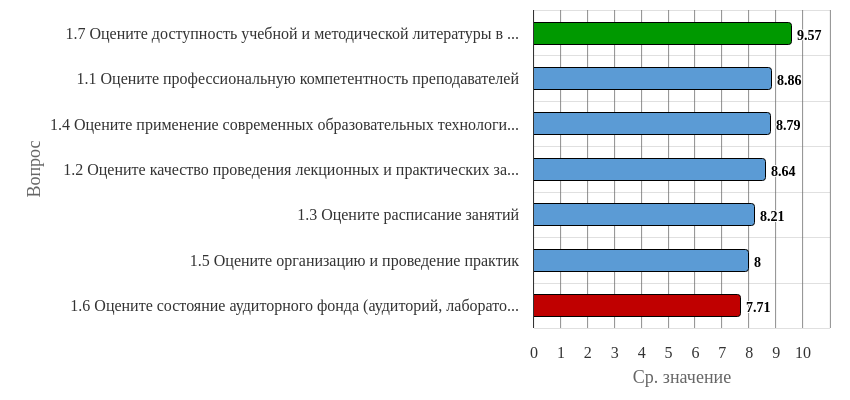 1.7 Оцените доступность учебной и методической литературы в ... 9.57
1.1 Оцените профессиональную компетентность преподавателей 8.86
1.4 Оцените применение современных образовательных технологи... 8.79
1.2 Оцените качество проведения лекционных и практических за... 8.64
1.3 Оцените расписание занятий 8.21
1.5 Оцените организацию и проведение практик 8
1.6 Оцените состояние аудиторного фонда (аудиторий, лаборато... 7.71
Вопрос
0 1 2 3 4 5 6 7 8 9 10
Ср. значение